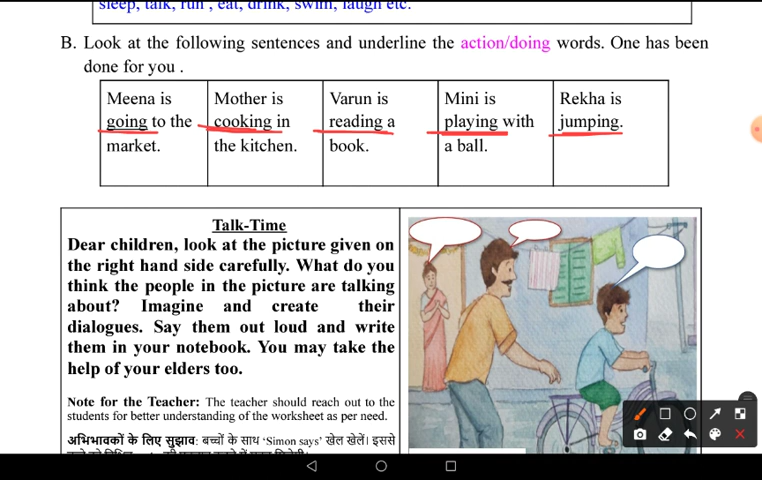 sleep, talk, run , eat, drink, swim, laugh etc.
B. Look at the following sentences and underline the action/doing words. One has been
done for you .
Meena is
going to the
market.
Mother is
cooking in
the kitchen.
Varun is
reading a
book.
Mini is
playing with
a ball.
Rekha is
jumping.
Talk-Time
Dear children, look at the picture given on
the right hand side carefully. What do you
think the people in the picture are talking
about? Imagine and create their
dialogues. Say them out loud and write
them in your notebook. You may take the
help of your elders too.
Note for the Teacher: The teacher should reach out to the
students for better understanding of the worksheet as per need.
अभिभावकों के लिए सुझाव: बच्चों के साथ ‘Simon says’ खेल खेलें। इससे